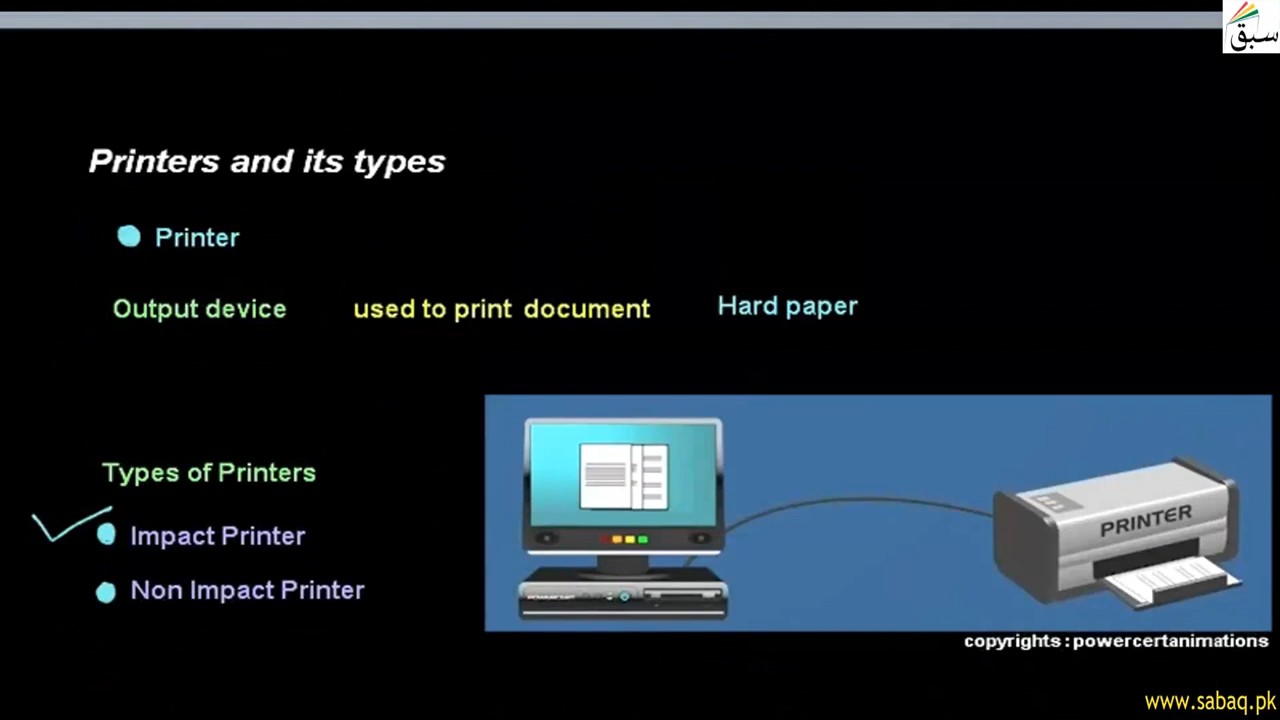 سبق
Printers and its types
Printer
Output device used to print document Hard paper
Types of Printers
Impact Printer
Non Impact Printer
PRINTER
copyrights : powercertanimations
www.sabaq.pk